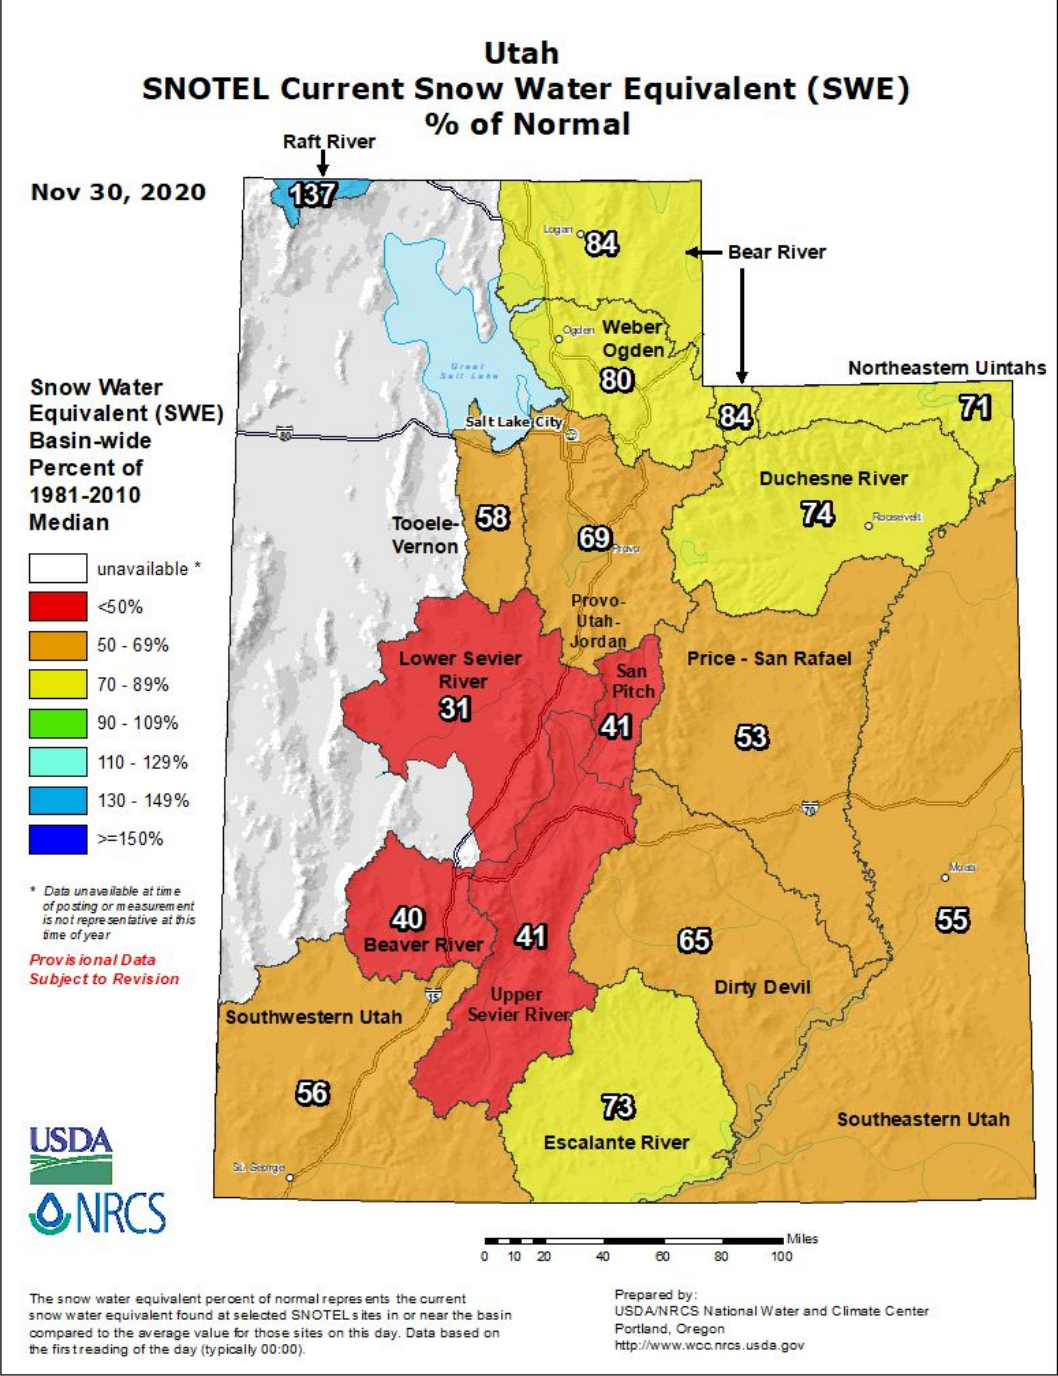 Utah
SNOTEL Current Snow Water Equivalent (SWE)
% of Normal
Raft River
Nov 30, 2020
137
Logan
84
Bear River
Ogden
Weber
Ogden
80
Great
Salt Lake
Northeastern Uintahs
71
84
Snow Water
Equivalent (SWE)
Basin-wide
Percent of
1981-2010
Median
Salt Lake City
80
Duchesne River
74
Roosevelt
Tooele-
Vernon
58
69
Provo
unavailable *
<50%
50 - 69%
70 - 89%
90 - 109%
110 - 129%
130 - 149%
>=150%
Provo-
Utah-
Jordan
Lower Sevier
River
31
San
Pitch
41
Price - San Rafael
53
70
Moab
55
* Data unavailable at time
of posting or measurement
is not representative at this
time of year
Provisional Data
Subject to Revision
40
Beaver River
41
65
Dirty Devil
15
Upper
Sevier River
Southwestern Utah
56
73
Escalante River
Southeastern Utah
St. George
USDA
NRCS
Miles
0 10 20 40 60 80 100
The snow water equivalent percent of normal represents the current
snow water equivalent found at selected SNOTEL sites in or near the basin
compared to the average value for those sites on this day. Data based on
the first reading of the day (typically 00:00).
Prepared by:
USDA/NRCS National Water and Climate Center
Portland, Oregon
http://www.wcc.nrcs.usda.gov